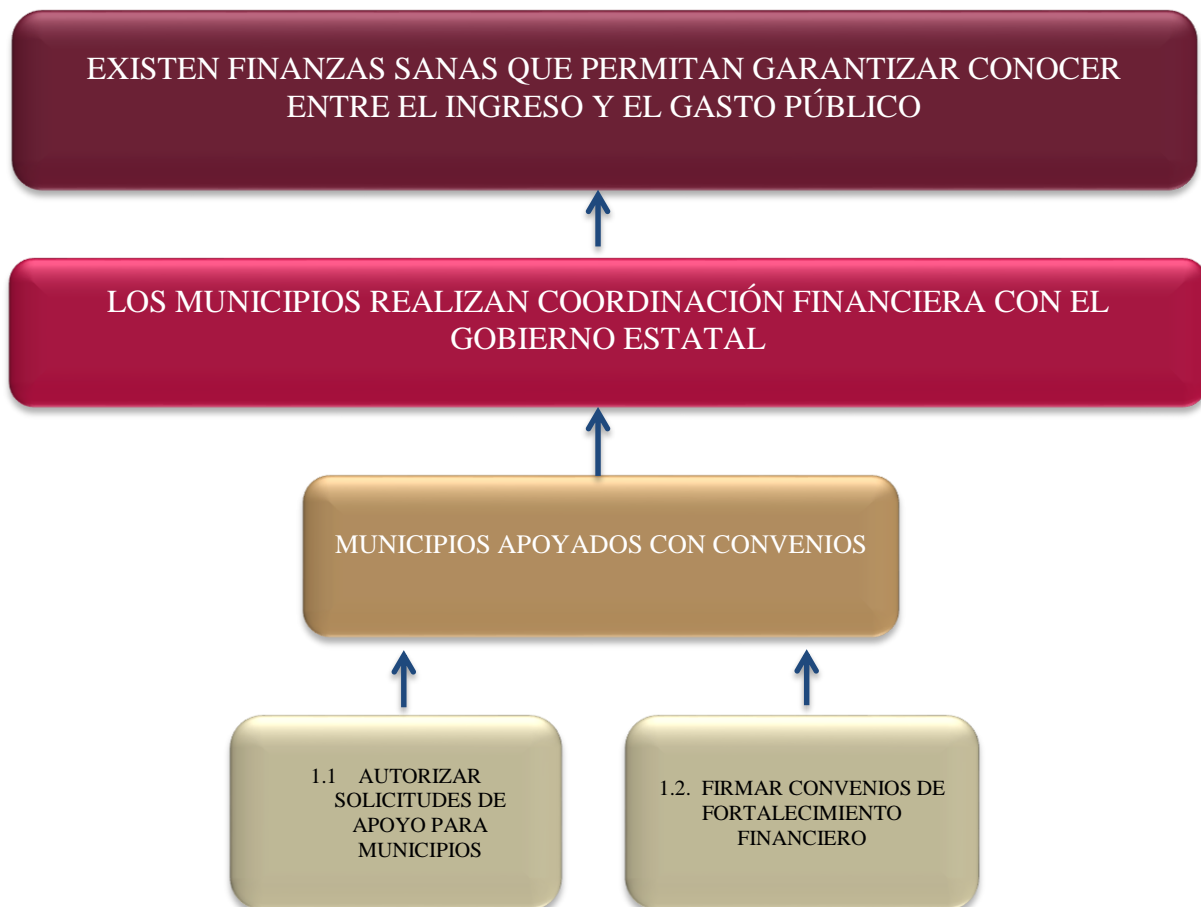 EXISTEN FINANZAS SANAS QUE PERMITAN GARANTIZAR CONOCER
ENTRE EL INGRESO Y EL GASTO PÚBLICO
LOS MUNICIPIOS REALIZAN COORDINACIÓN FINANCIERA CON EL
GOBIERNO ESTATAL
MUNICIPIOS APOYADOS CON CONVENIOS
1.1 AUTORIZAR
SOLICITUDES DE
APOYO PARA
MUNICIPIOS
1.2. FIRMAR CONVENIOS DE
FORTALECIMIENTO
FINANCIERO